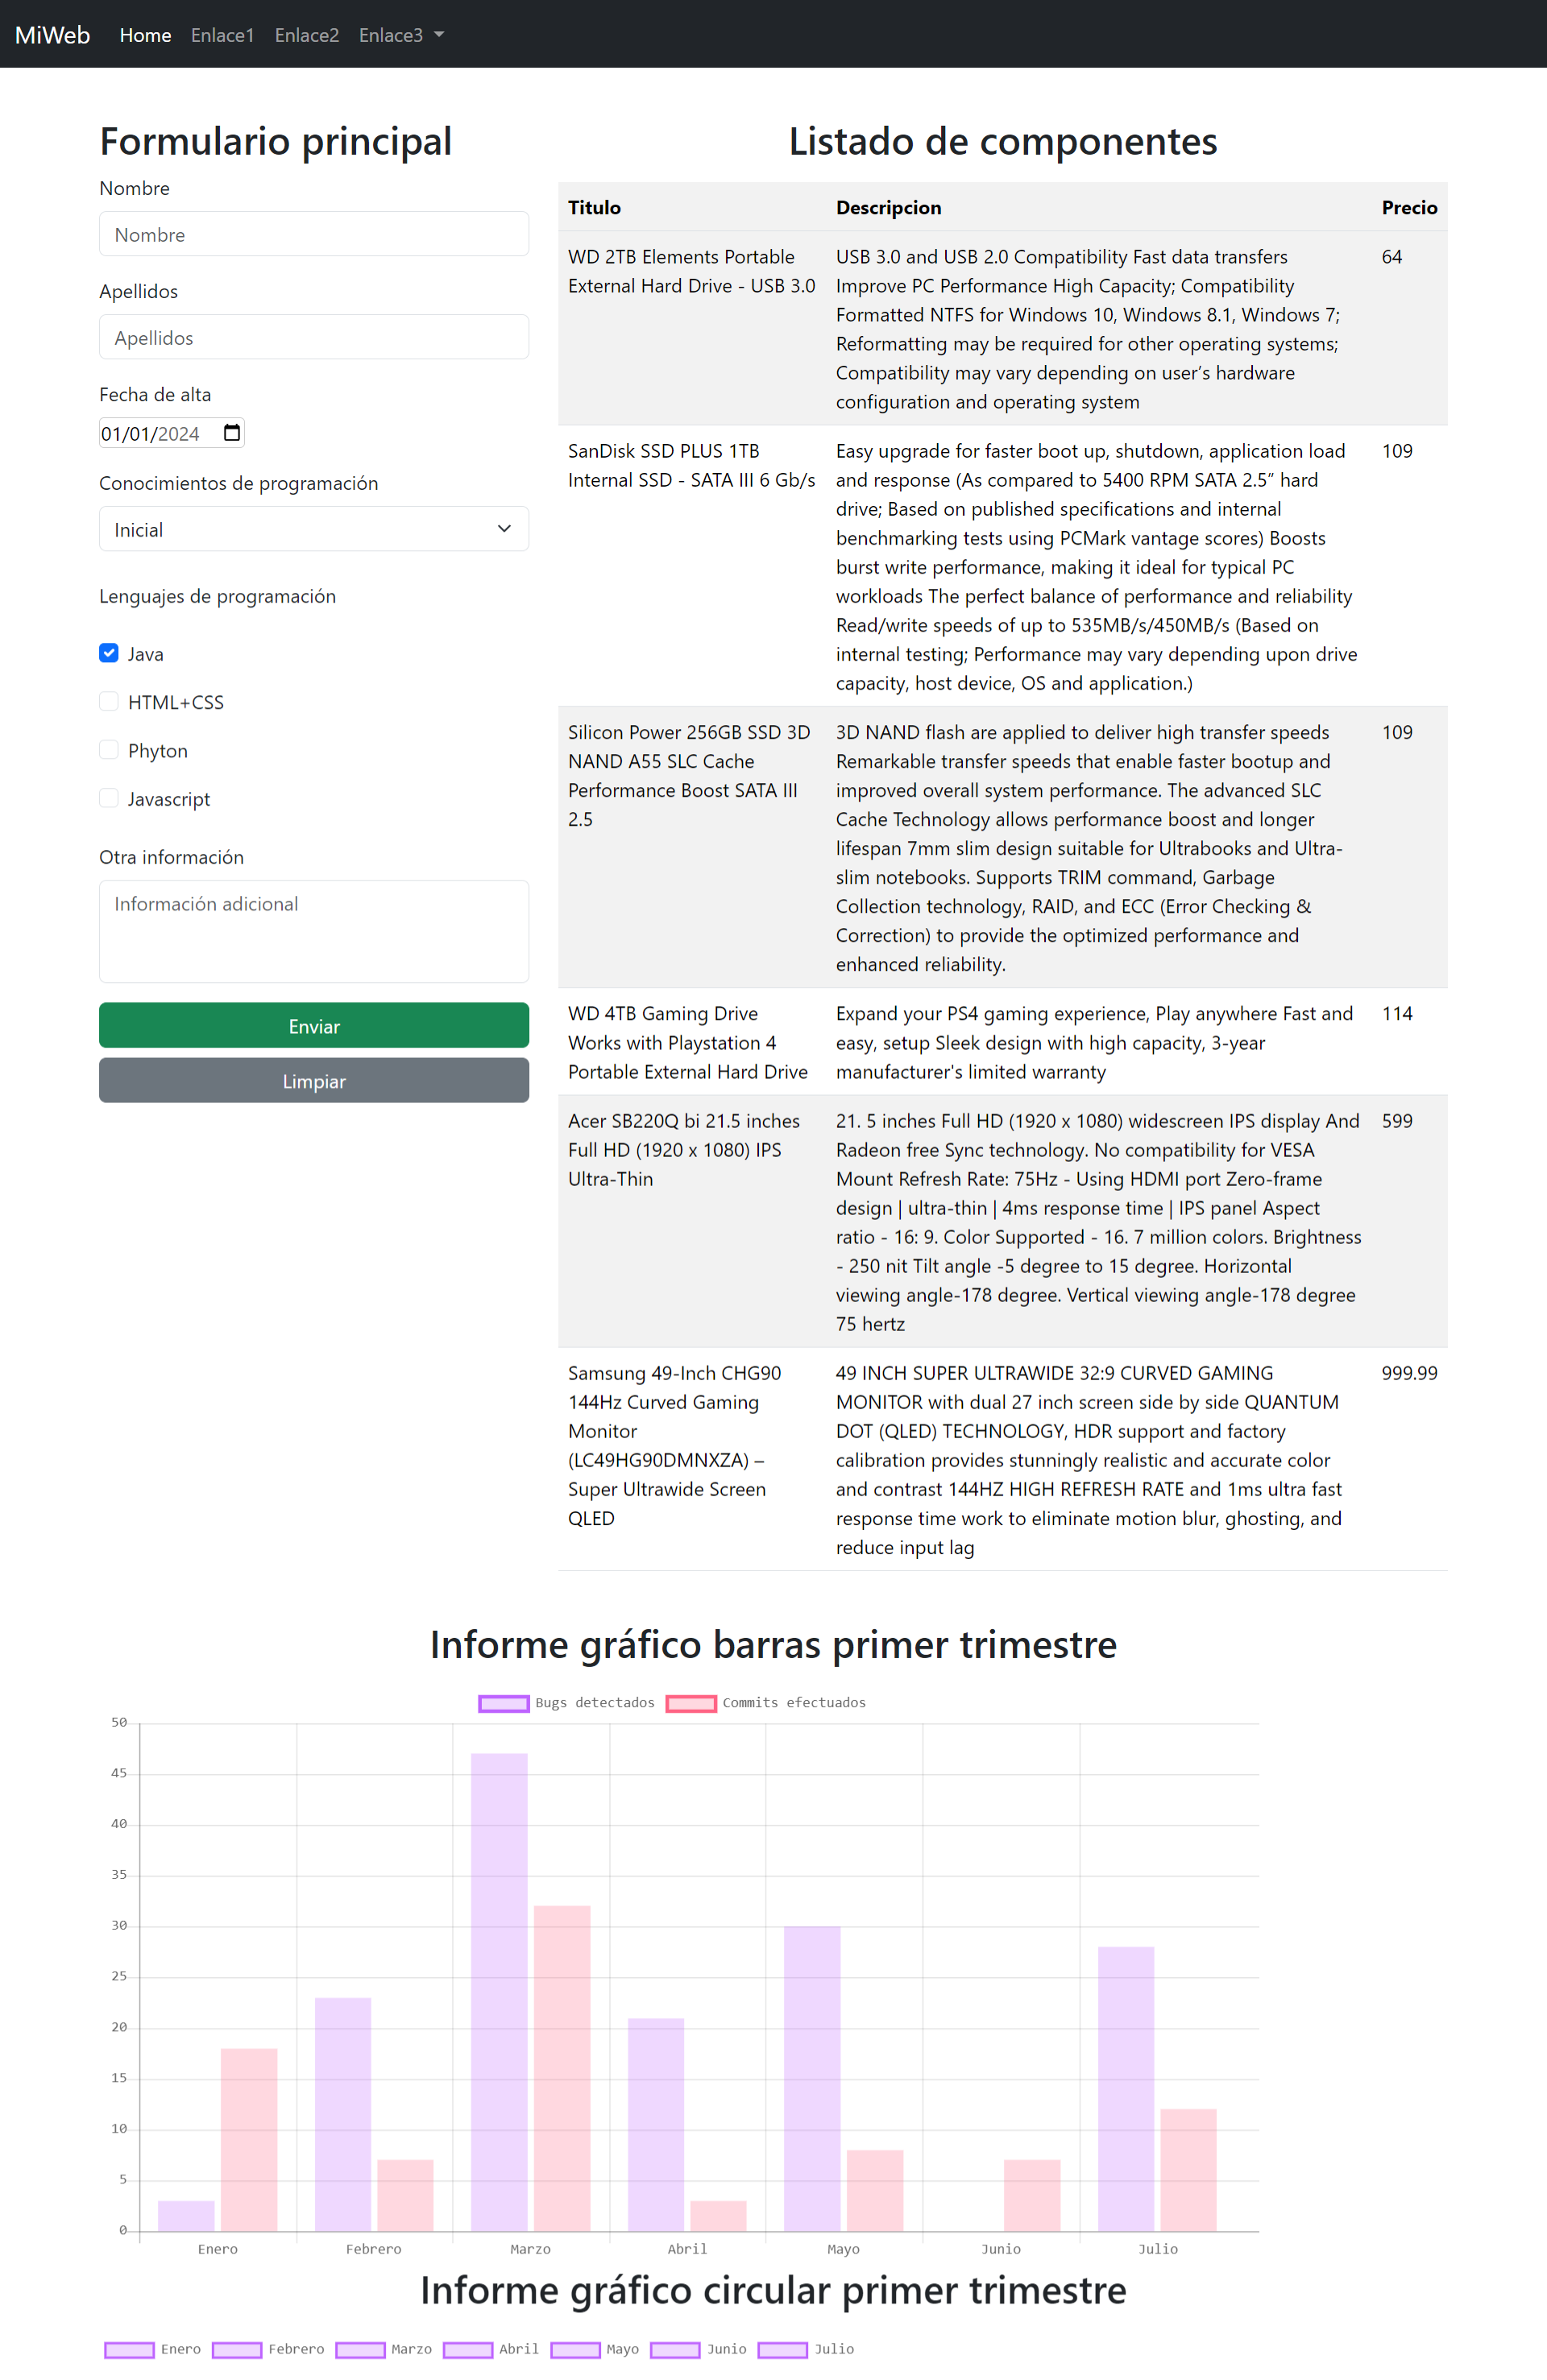 MiWeb Home Enlace1 Enlace2 Enlace3
Formulario principal
Nombre
Nombre
Apellidos
Apellidos
Fecha de alta
01/01/2024
Conocimientos de programación
Inicial
Lenguajes de programación
Java
HTML+CSS
Phyton
Javascript
Otra información
Información adicional
Enviar
Limpiar
Listado de componentes
Titulo Descripcion Precio
WD 2TB Elements Portable
External Hard Drive - USB 3.0
USB 3.0 and USB 2.0 Compatibility Fast data transfers
Improve PC Performance High Capacity; Compatibility
Formatted NTFS for Windows 10, Windows 8.1, Windows 7;
Reformatting may be required for other operating systems;
Compatibility may vary depending on user’s hardware
configuration and operating system
64
SanDisk SSD PLUS 1TB
Internal SSD - SATA III 6 Gb/s
Easy upgrade for faster boot up, shutdown, application load
and response (As compared to 5400 RPM SATA 2.5” hard
drive; Based on published specifications and internal
benchmarking tests using PCMark vantage scores) Boosts
burst write performance, making it ideal for typical PC
workloads The perfect balance of performance and reliability
Read/write speeds of up to 535MB/s/450MB/s (Based on
internal testing; Performance may vary depending upon drive
capacity, host device, OS and application.)
109
Silicon Power 256GB SSD 3D
NAND A55 SLC Cache
Performance Boost SATA III
2.5
3D NAND flash are applied to deliver high transfer speeds
Remarkable transfer speeds that enable faster bootup and
improved overall system performance. The advanced SLC
Cache Technology allows performance boost and longer
lifespan 7mm slim design suitable for Ultrabooks and Ultra-
slim notebooks. Supports TRIM command, Garbage
Collection technology, RAID, and ECC (Error Checking &
Correction) to provide the optimized performance and
enhanced reliability.
109
WD 4TB Gaming Drive
Works with Playstation 4
Portable External Hard Drive
Expand your PS4 gaming experience, Play anywhere Fast and
easy, setup Sleek design with high capacity, 3-year
manufacturer's limited warranty
114
Acer SB220Q bi 21.5 inches
Full HD (1920 x 1080) IPS
Ultra-Thin
21. 5 inches Full HD (1920 x 1080) widescreen IPS display And
Radeon free Sync technology. No compatibility for VESA
Mount Refresh Rate: 75Hz - Using HDMI port Zero-frame
design | ultra-thin | 4ms response time | IPS panel Aspect
ratio - 16: 9. Color Supported - 16. 7 million colors. Brightness
- 250 nit Tilt angle -5 degree to 15 degree. Horizontal
viewing angle-178 degree. Vertical viewing angle-178 degree
75 hertz
599
Samsung 49-Inch CHG90
144Hz Curved Gaming
Monitor
(LC49HG90DMNXZA) –
Super Ultrawide Screen
QLED
49 INCH SUPER ULTRAWIDE 32:9 CURVED GAMING
MONITOR with dual 27 inch screen side by side QUANTUM
DOT (QLED) TECHNOLOGY, HDR support and factory
calibration provides stunningly realistic and accurate color
and contrast 144HZ HIGH REFRESH RATE and 1ms ultra fast
response time work to eliminate motion blur, ghosting, and
reduce input lag
999.99
Informe gráfico barras primer trimestre
Bugs detectados Commits efectuados
50
45
40
35
30
25
20
15
10
5
0
Enero Febrero Marzo Abril Mayo Junio Julio
Informe gráfico circular primer trimestre
Enero Febrero Marzo Abril Mayo Junio Julio